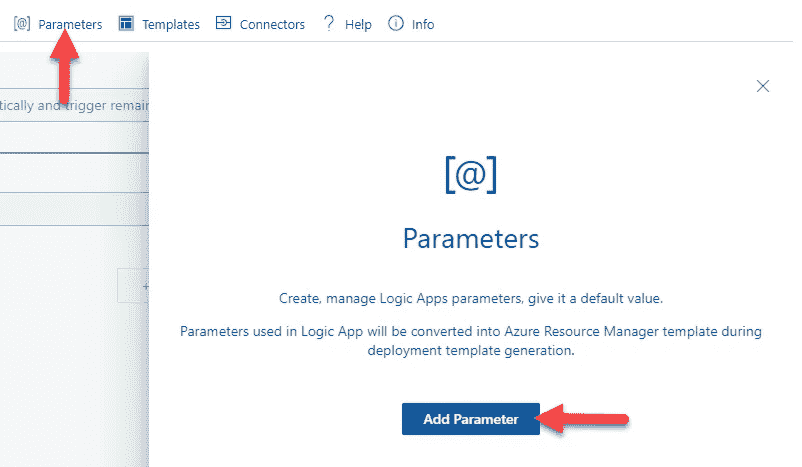 [@] Parameters Templates Connectors ? Help Info
tically and trigger remain
[@]
Parameters
Create, manage Logic Apps parameters, give it a default value.
Parameters used in Logic App will be converted into Azure Resource Manager template during
deployment template generation.
+
Add Parameter